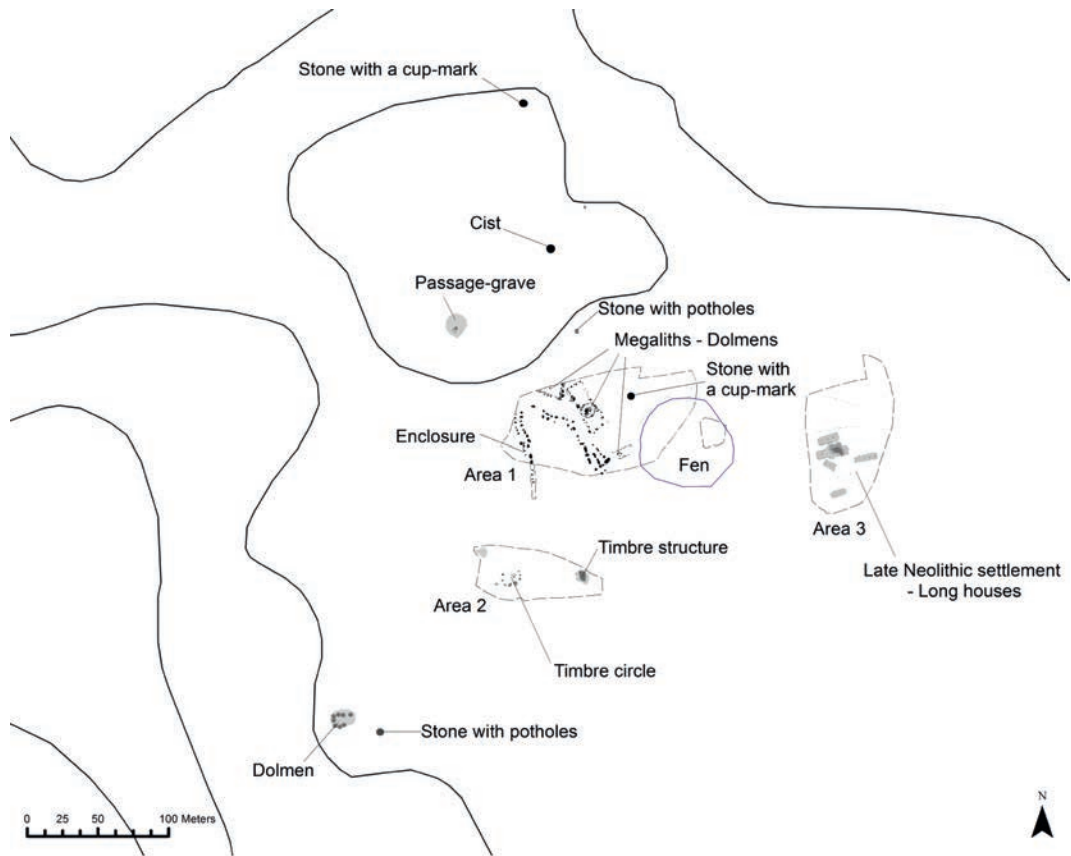 Stone with a cup-mark
Cist
Passage-grave
Stone with potholes
Megaliths - Dolmens
Stone with
a cup-mark
Enclosure
Fen
Area 1
Area 3
Timbre structure
Late Neolithic settlement
- Long houses
Area 2
Timbre circle
Stone with potholes
Dolmen
0 25 50 100 Meters
N